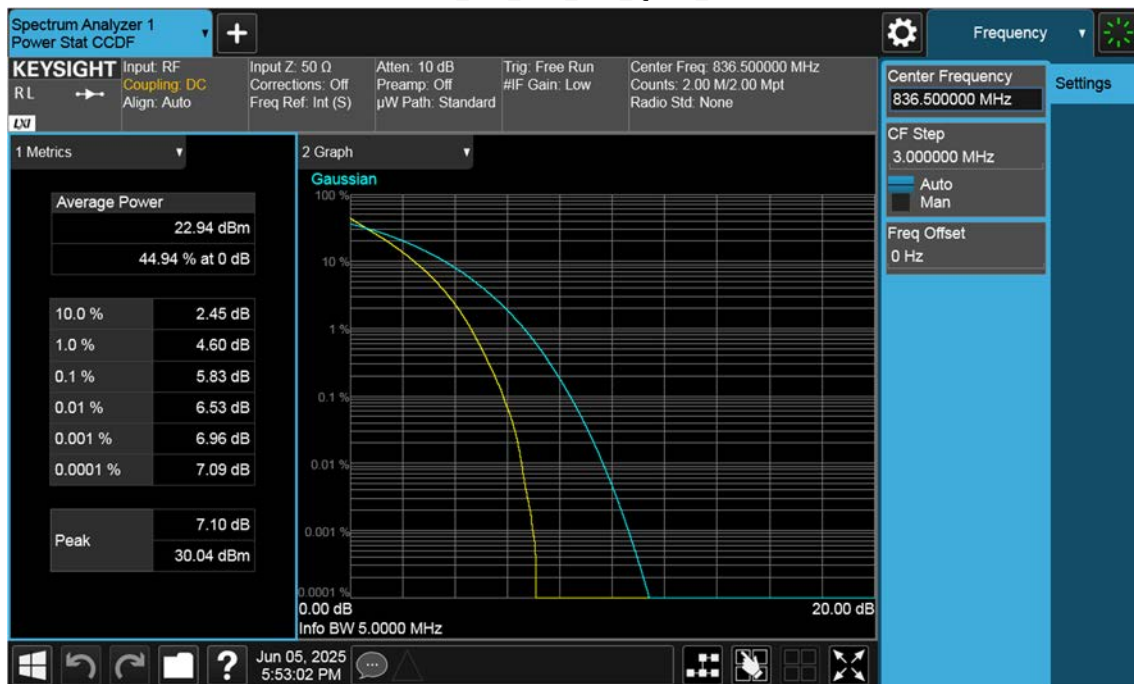 Spectrum Analyzer 1
Power Stat CCDF
+
Frequency
KEYSIGHT
RL
LXI
Input: RF
Coupling: DC
Align: Auto
Input Z: 50 Ω
Corrections: Off
Freq Ref: Int (S)
Atten: 10 dB
Preamp: Off
µW Path: Standard
Trig: Free Run
#IF Gain: Low
Center Freq: 836.500000 MHz
Counts: 2.00 M/2.00 Mpt
Radio Std: None
Center Frequency
836.500000 MHz
Settings
CF Step
3.000000 MHz
Auto
Man
Freq Offset
0 Hz
1 Metrics
Average Power
22.94 dBm
44.94 % at 0 dB
10.0 % 2.45 dB
1.0 % 4.60 dB
0.1 % 5.83 dB
0.01 % 6.53 dB
0.001 % 6.96 dB
0.0001 % 7.09 dB
Peak
7.10 dB
30.04 dBm
2 Graph
Gaussian
100 %
10 %
1 %
0.1 %
0.01 %
0.001 %
0.0001 %
0.00 dB 20.00 dB
Info BW 5.0000 MHz
?
Jun 05, 2025
5:53:02 PM